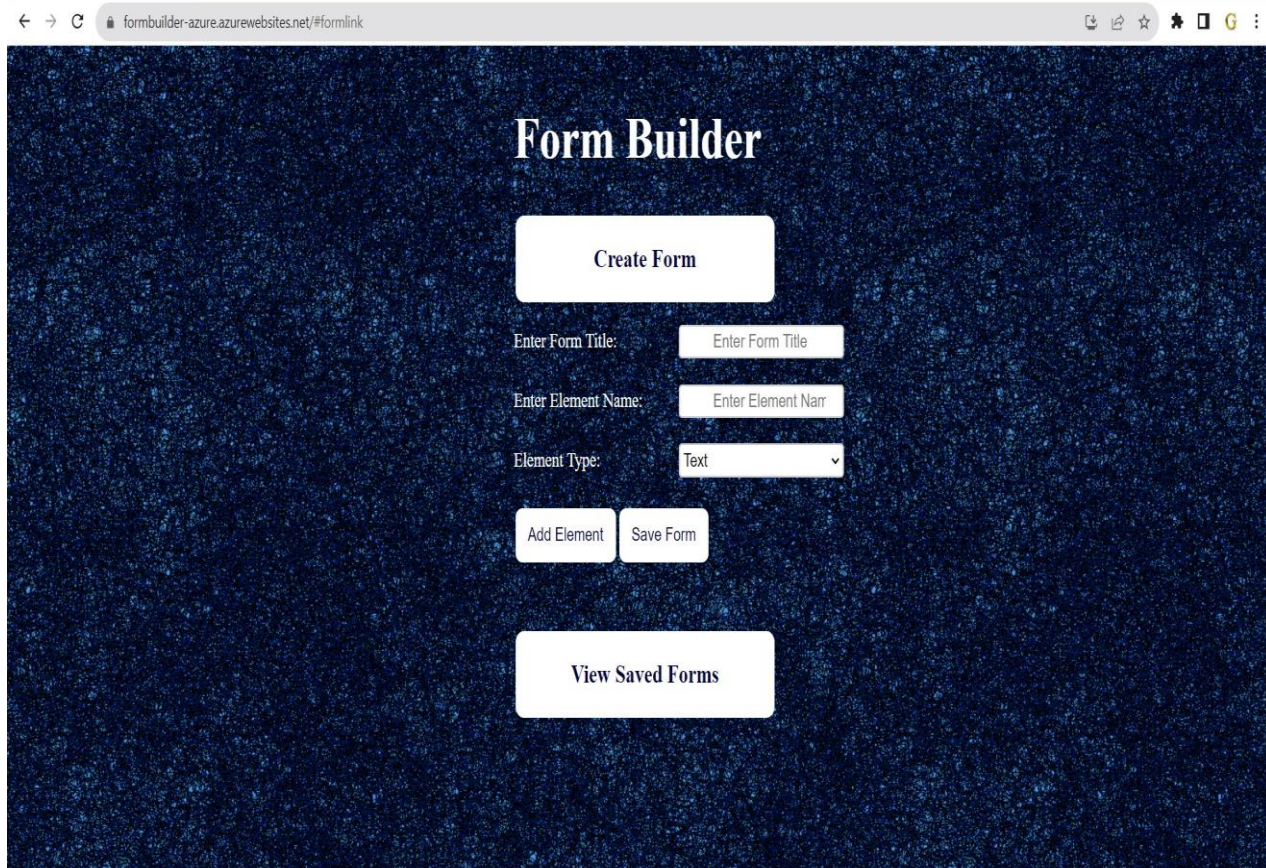 formbuilder-azure.azurewebsites.net/#formlink
G
Form Builder
Create Form
Enter Form Title: Enter Form Title
Enter Element Name: Enter Element Nam
Element Type: Text
Add Element Save Form
View Saved Forms